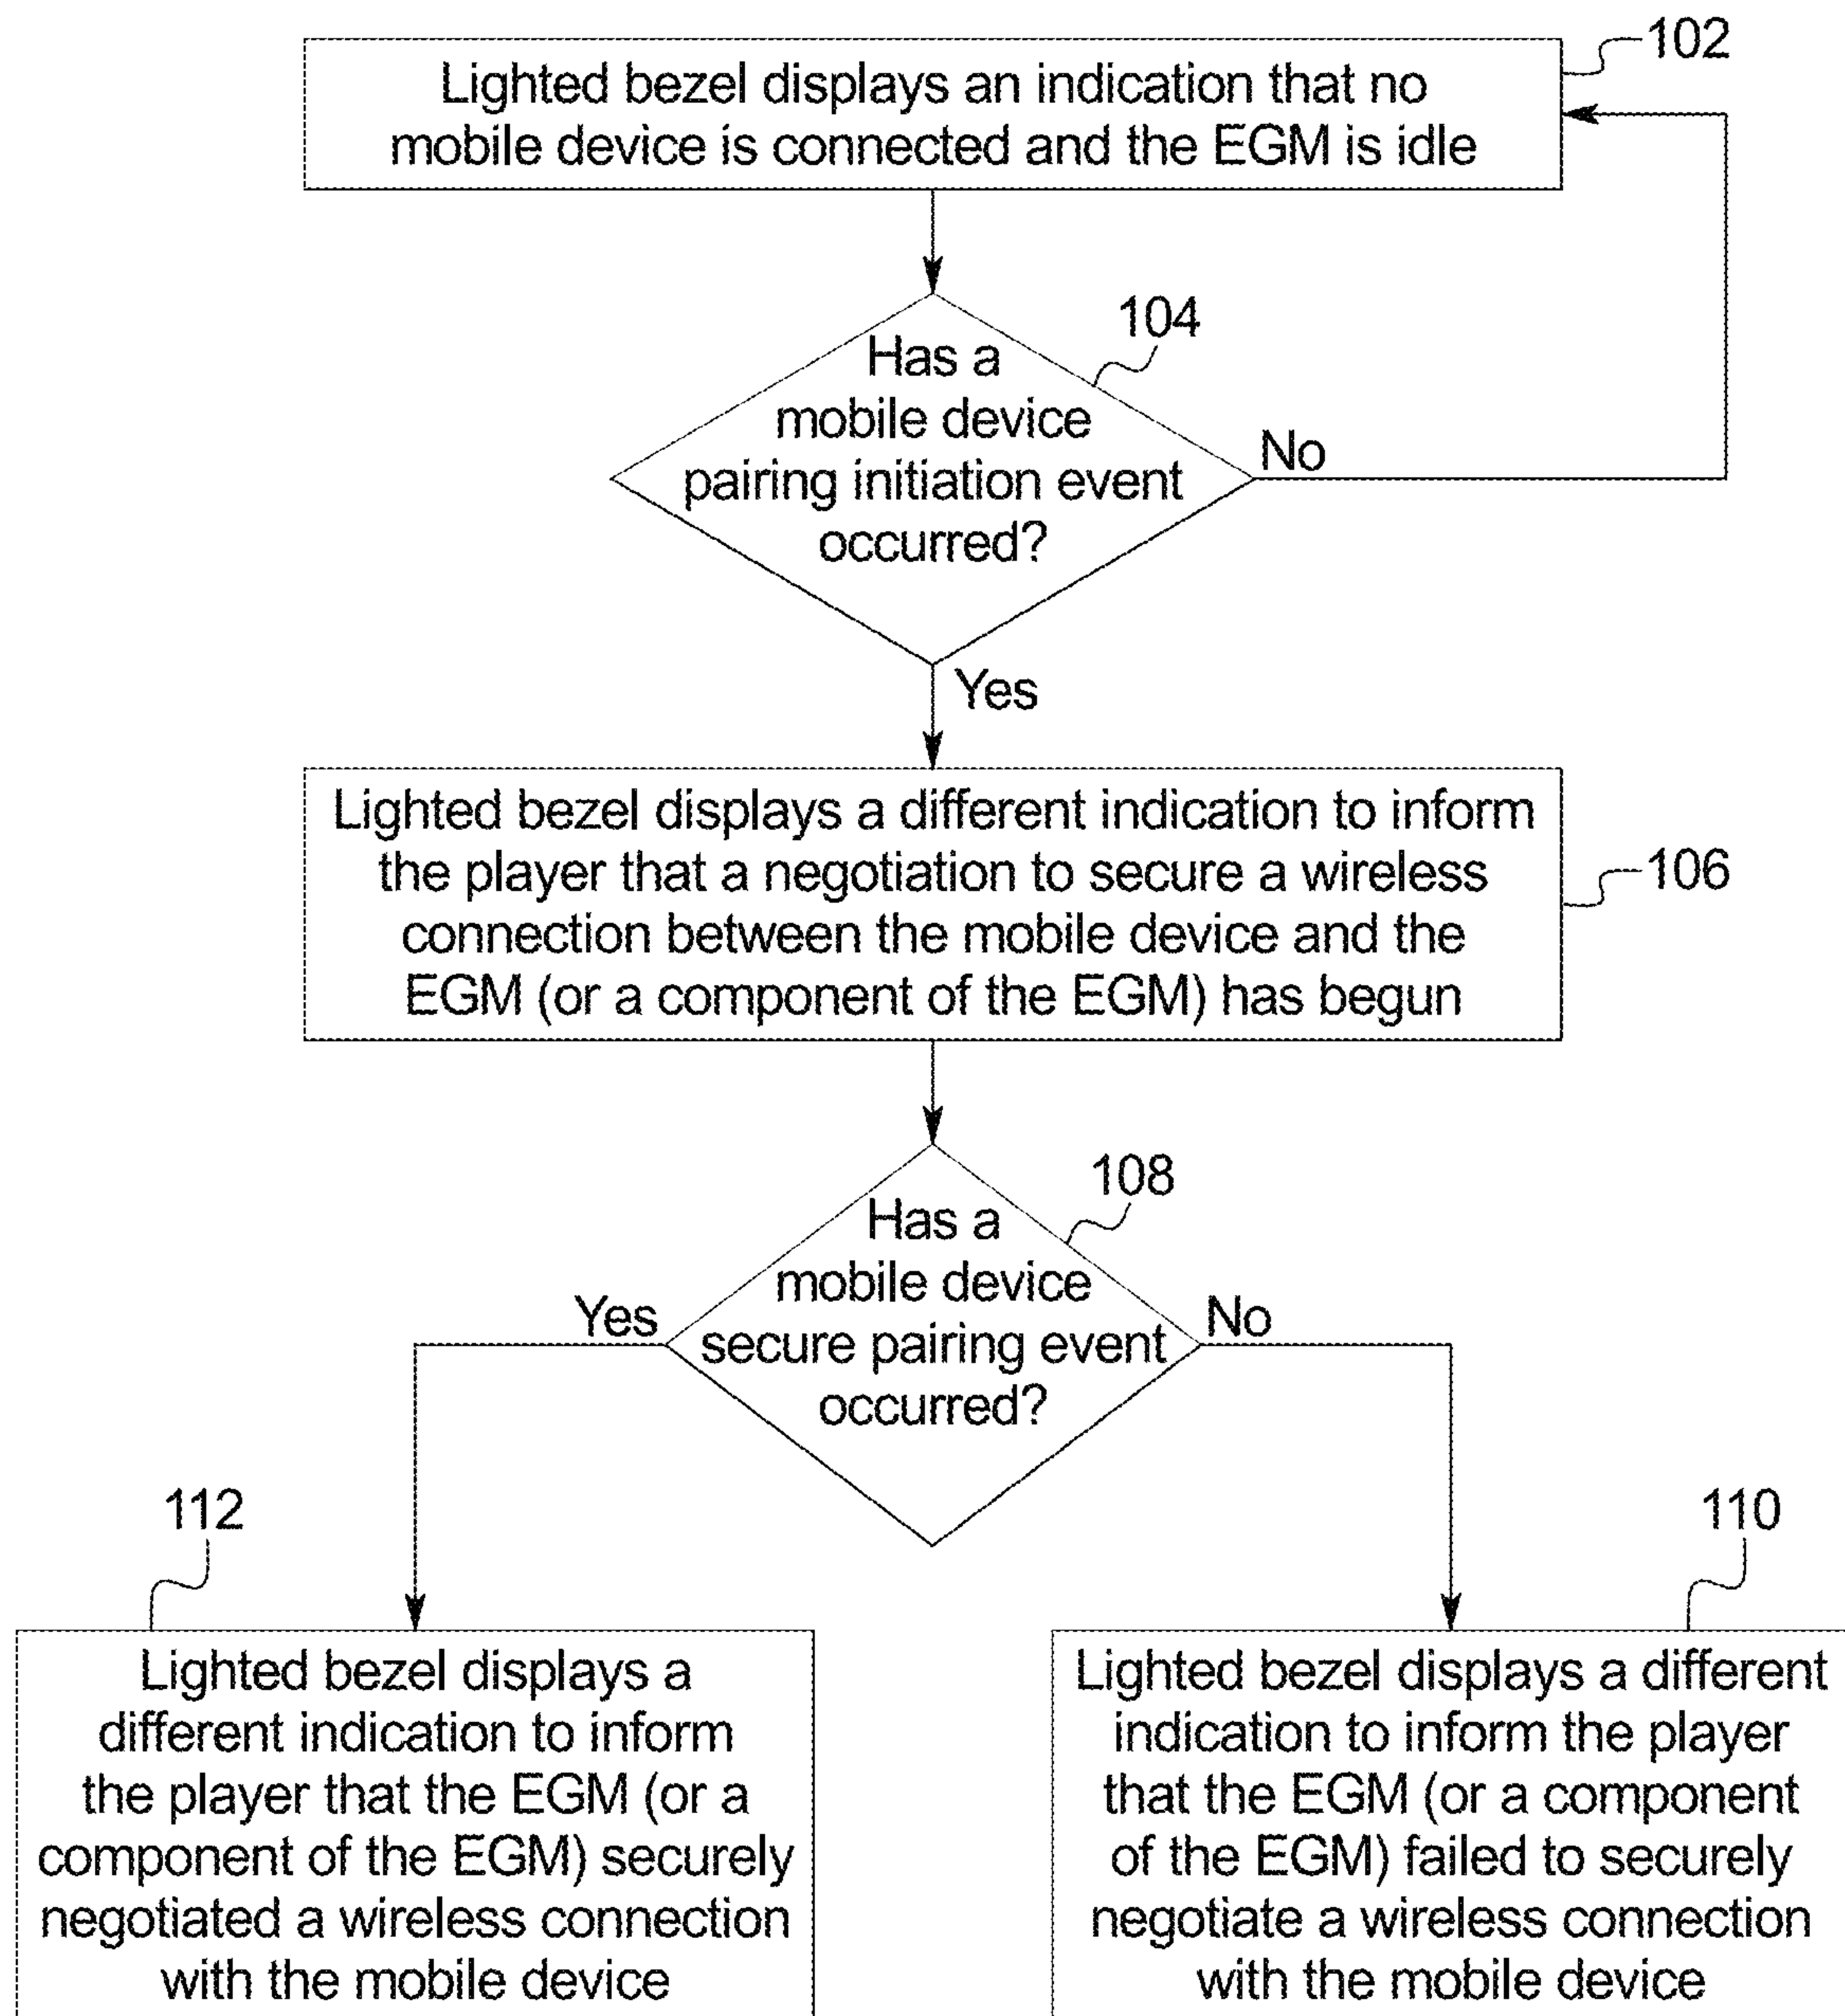 102
Lighted bezel displays an indication that no
mobile device is connected and the EGM is idle
104
Has a
mobile device
pairing initiation event
occurred?
No
Yes
Lighted bezel displays a different indication to inform
the player that a negotiation to secure a wireless
connection between the mobile device and the
EGM (or a component of the EGM) has begun
106
108
Has a
mobile device
secure pairing event
occurred?
Yes
No
112
110
Lighted bezel displays a
different indication to inform
the player that the EGM (or a
component of the EGM) securely
negotiated a wireless connection
with the mobile device
Lighted bezel displays a different
indication to inform the player
that the EGM (or a component
of the EGM) failed to securely
negotiate a wireless connection
with the mobile device